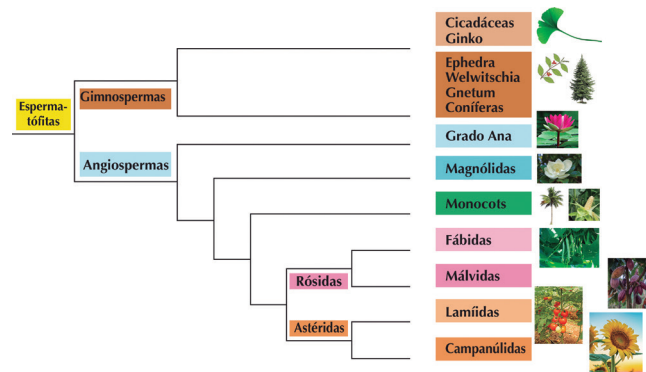 Cicadáceas
Ginko
Ephedra
Welwitschia
Gnetum
Coníferas
Gimnospermas
Esperma-
tófitas
Grado Ana
Angiospermas
Magnólidas
Monocots
Fábidas
Rósidas
Málvidas
Lamíidas
Astéridas
Campanúlidas